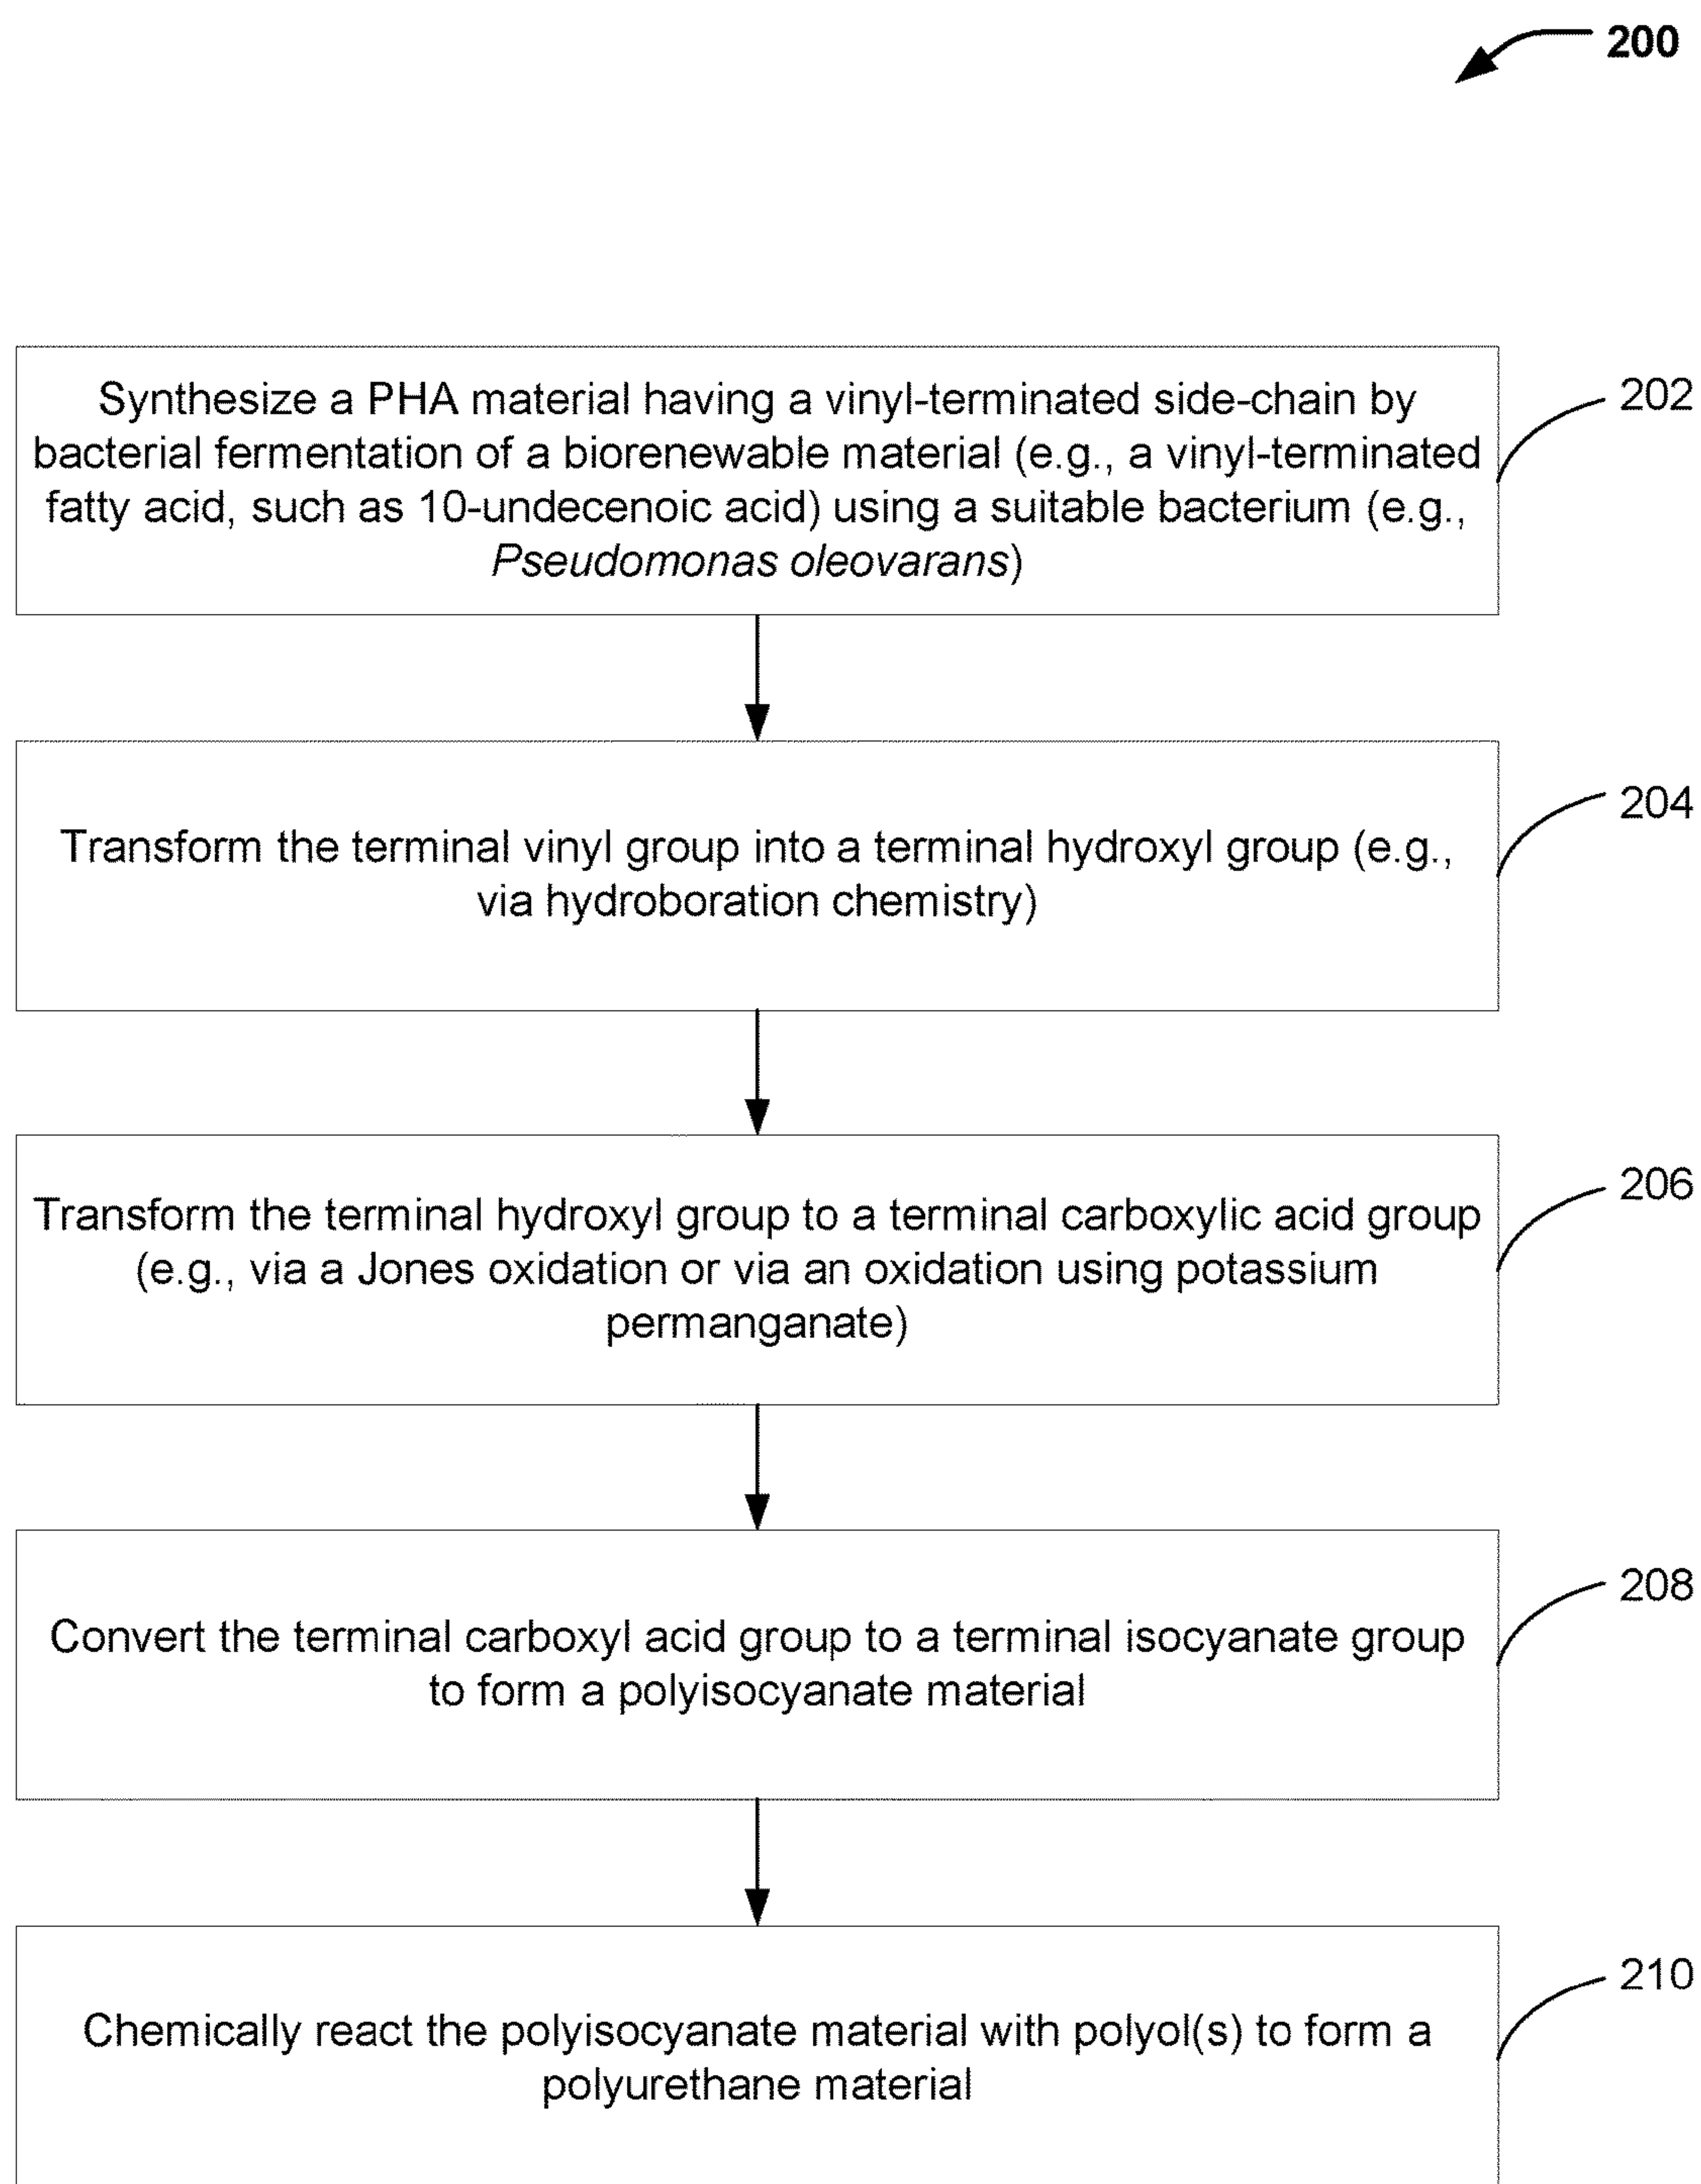 200
Synthesize a PHA material having a vinyl-terminated side-chain by
bacterial fermentation of a biorenewable material (e.g., a vinyl-terminated
fatty acid, such as 10-undecenoic acid) using a suitable bacterium (e.g.,
Pseudomonas oleovarans)
202
Transform the terminal vinyl group into a terminal hydroxyl group (e.g.,
via hydroboration chemistry)
204
Transform the terminal hydroxyl group to a terminal carboxylic acid group
(e.g., via a Jones oxidation or via an oxidation using potassium
permanganate)
206
Convert the terminal carboxyl acid group to a terminal isocyanate group
to form a polyisocyanate material
208
Chemically react the polyisocyanate material with polyol(s) to form a
polyurethane material
210